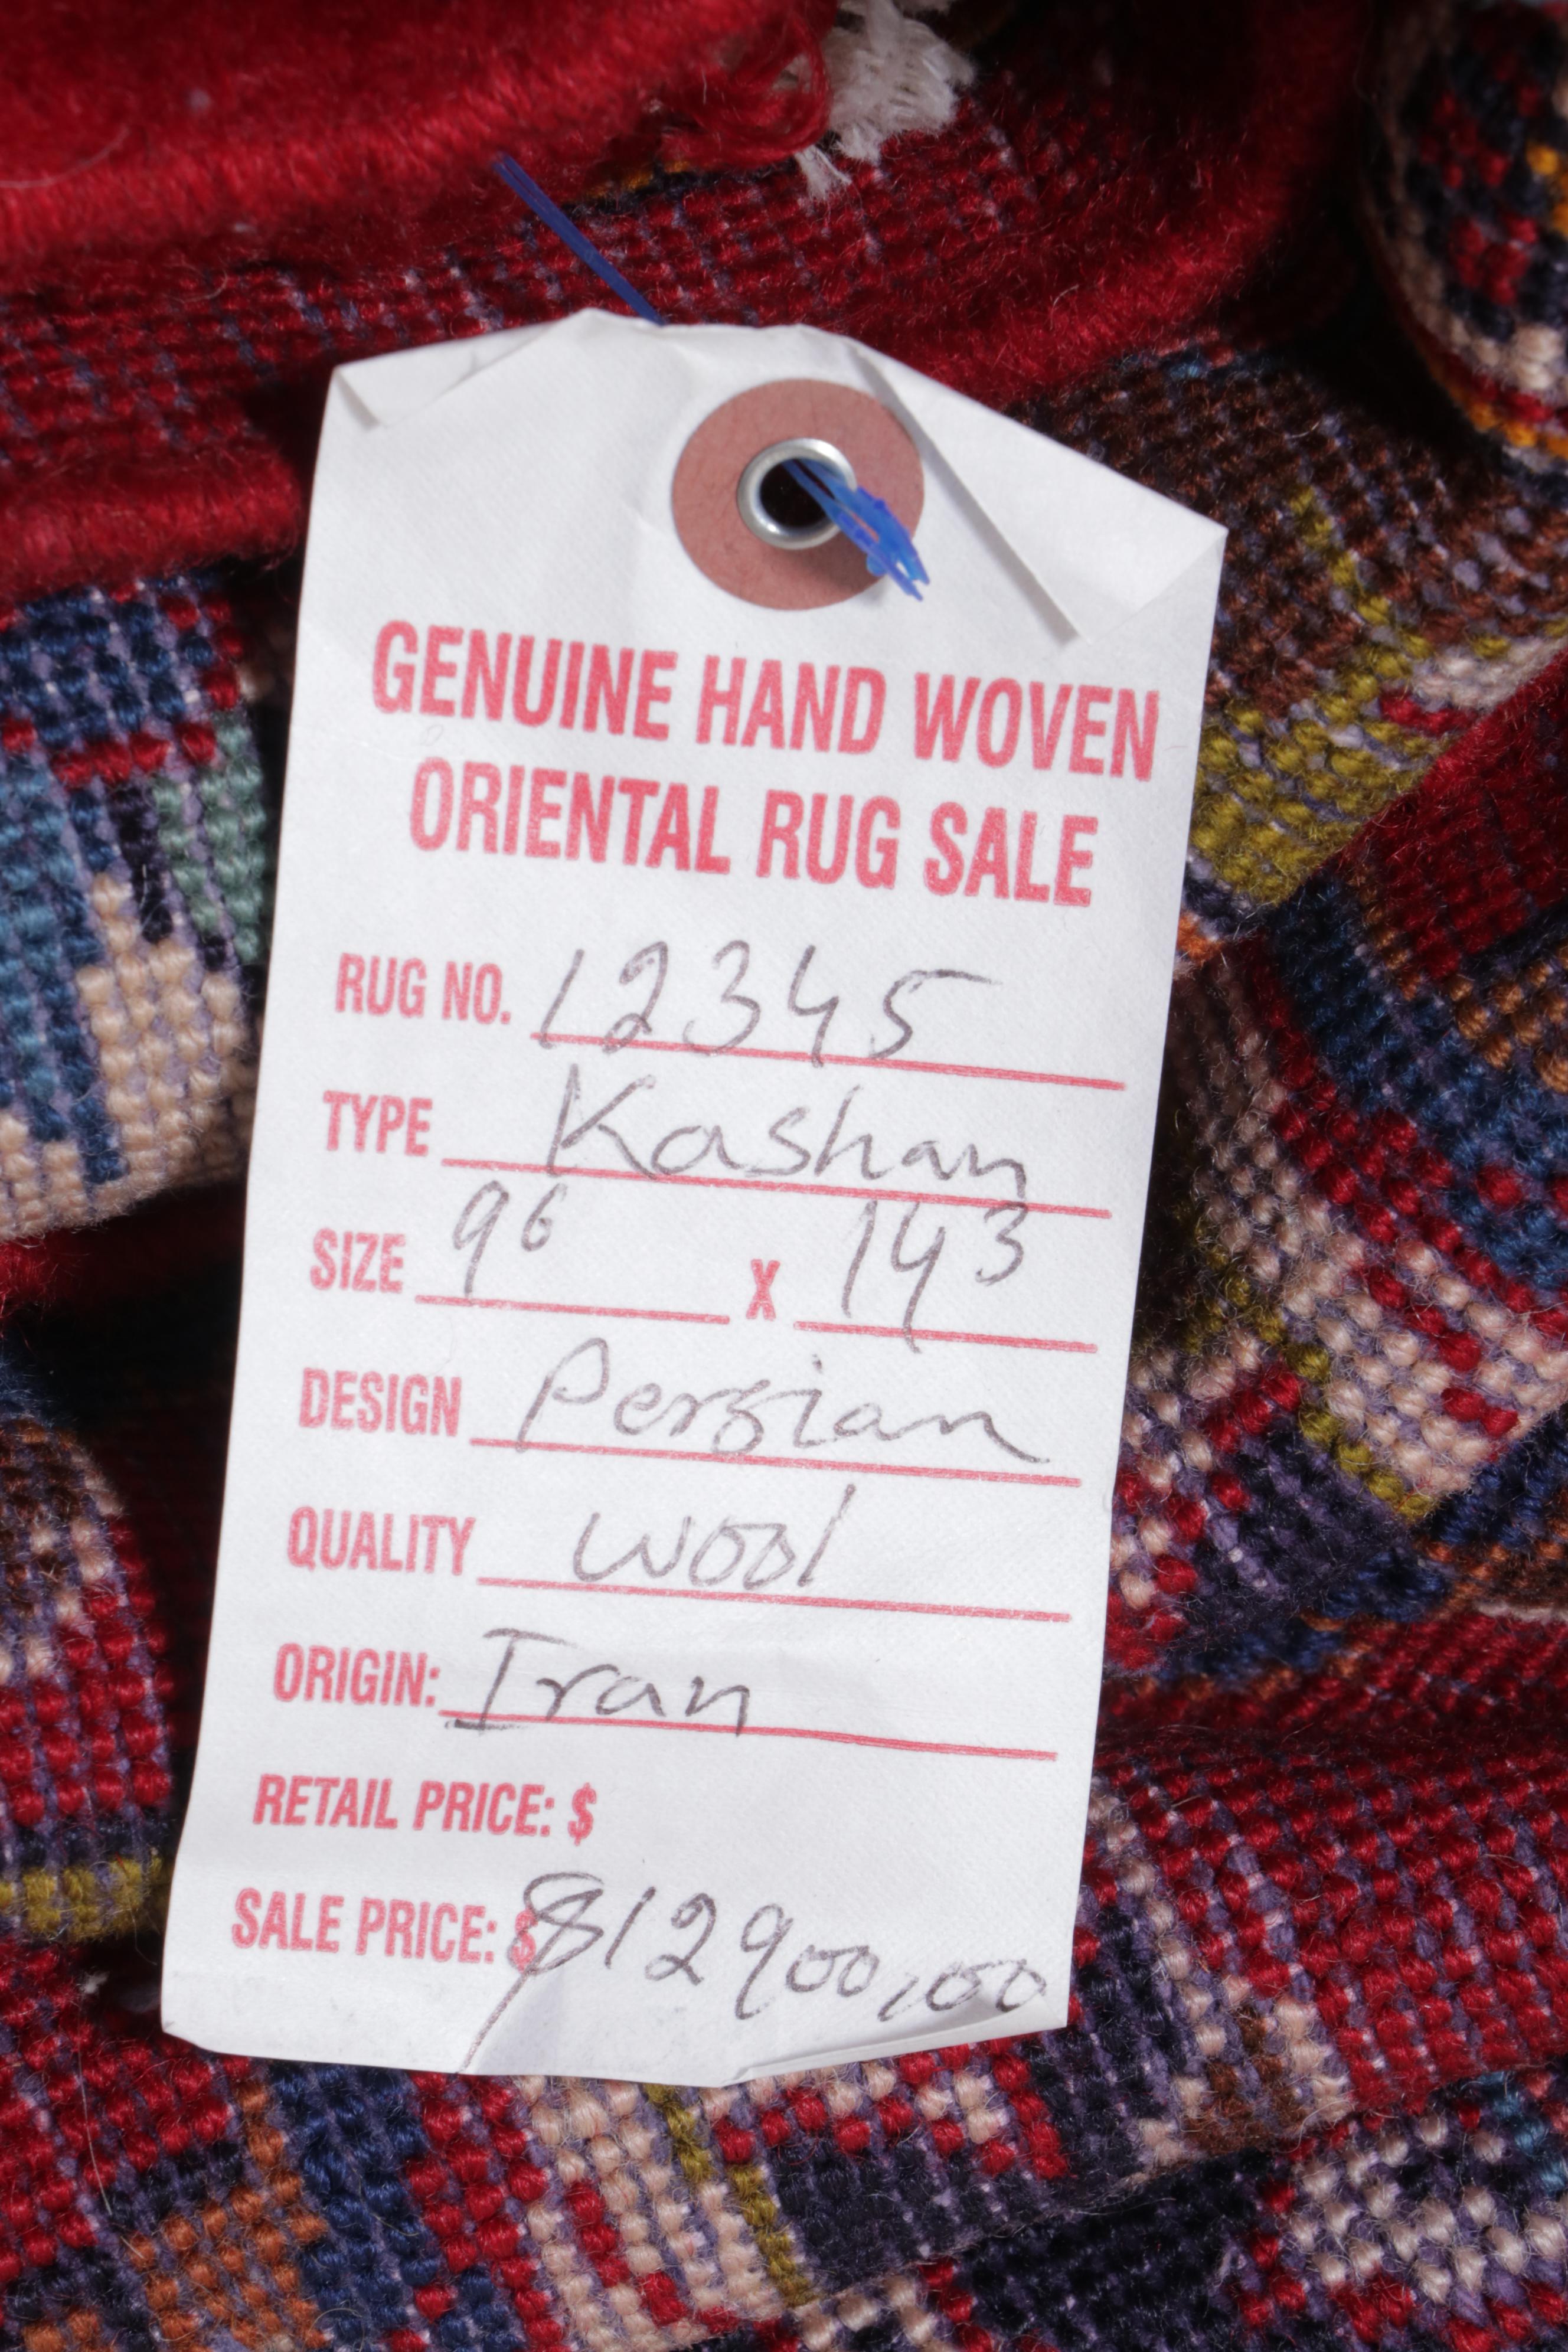 GENUINE HAND WOVEN
ORIENTAL RUG SALE
RUG NO. 12345
TYPE Kashan
SIZE 9⁶ X 14³
DESIGN Persian
QUALITY wool
ORIGIN: Iran
RETAIL PRICE: $
SALE PRICE: $ $12900,00